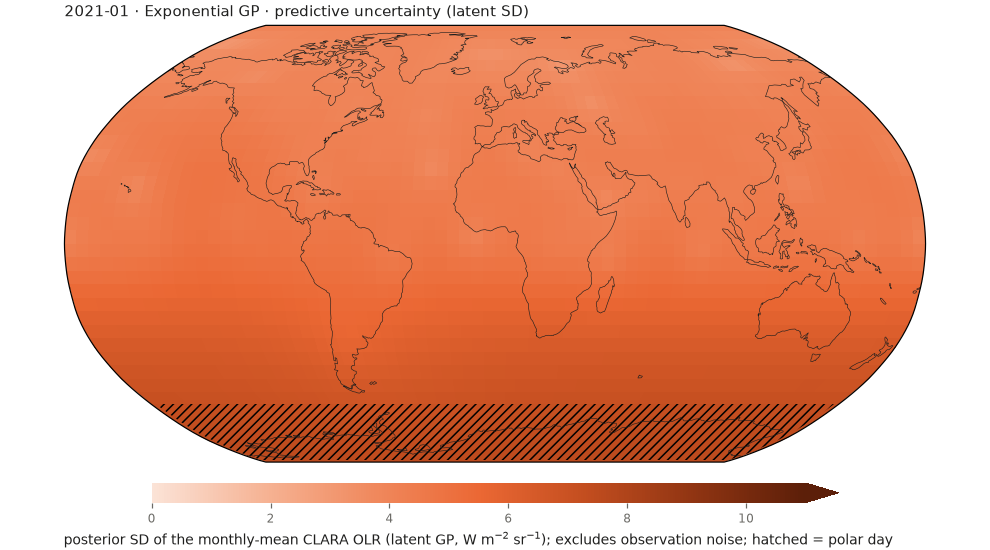 2021-01 · Exponential GP · predictive uncertainty (latent SD)
0 2 4 6 8 10
posterior SD of the monthly-mean CLARA OLR (latent GP, W m⁻² sr⁻¹); excludes observation noise; hatched = polar day